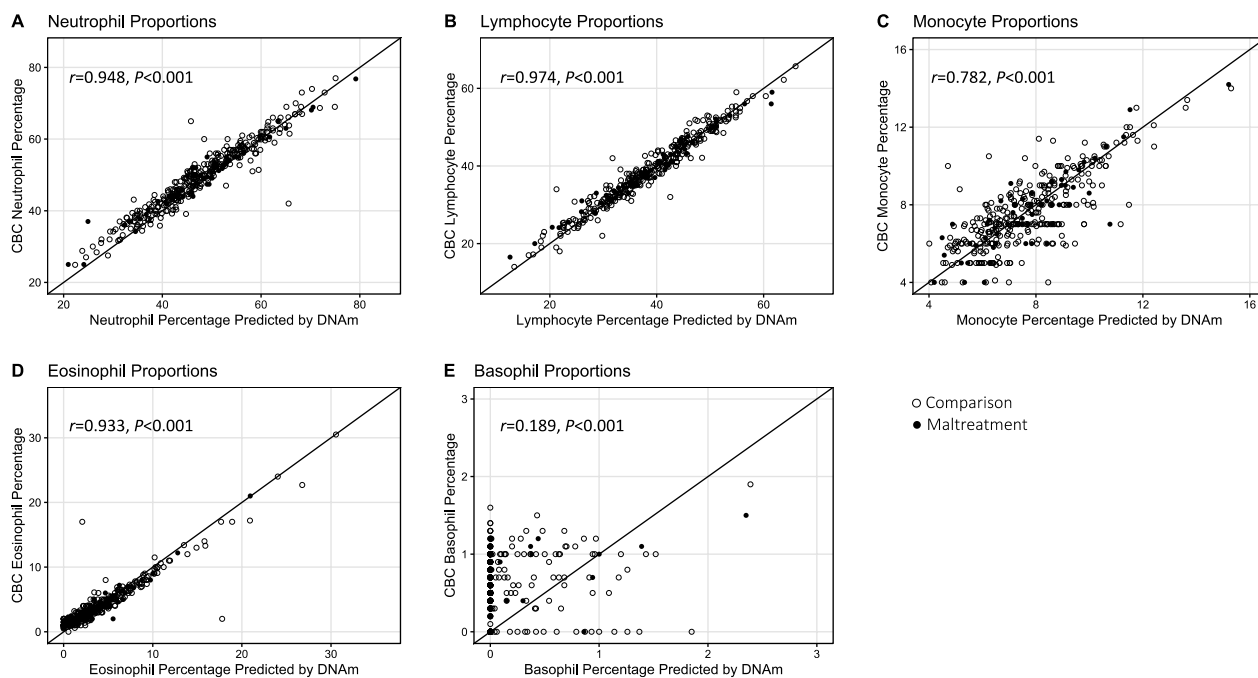 A Neutrophil Proportions
r=0.948, P<0.001
CBC Neutrophil Percentage
80
60
40
20
20 40 60 80
Neutrophil Percentage Predicted by DNAm
B Lymphocyte Proportions
r=0.974, P<0.001
CBC Lymphocyte Percentage
60
40
20
20 40 60
Lymphocyte Percentage Predicted by DNAm
C Monocyte Proportions
r=0.782, P<0.001
CBC Monocyte Percentage
16
12
8
4
4 8 12 16
Monocyte Percentage Predicted by DNAm
D Eosinophil Proportions
r=0.933, P<0.001
CBC Eosinophil Percentage
30
20
10
0
0 10 20 30
Eosinophil Percentage Predicted by DNAm
E Basophil Proportions
r=0.189, P<0.001
CBC Basophil Percentage
3
2
1
0
0 1 2 3
Basophil Percentage Predicted by DNAm
Comparison
Maltreatment